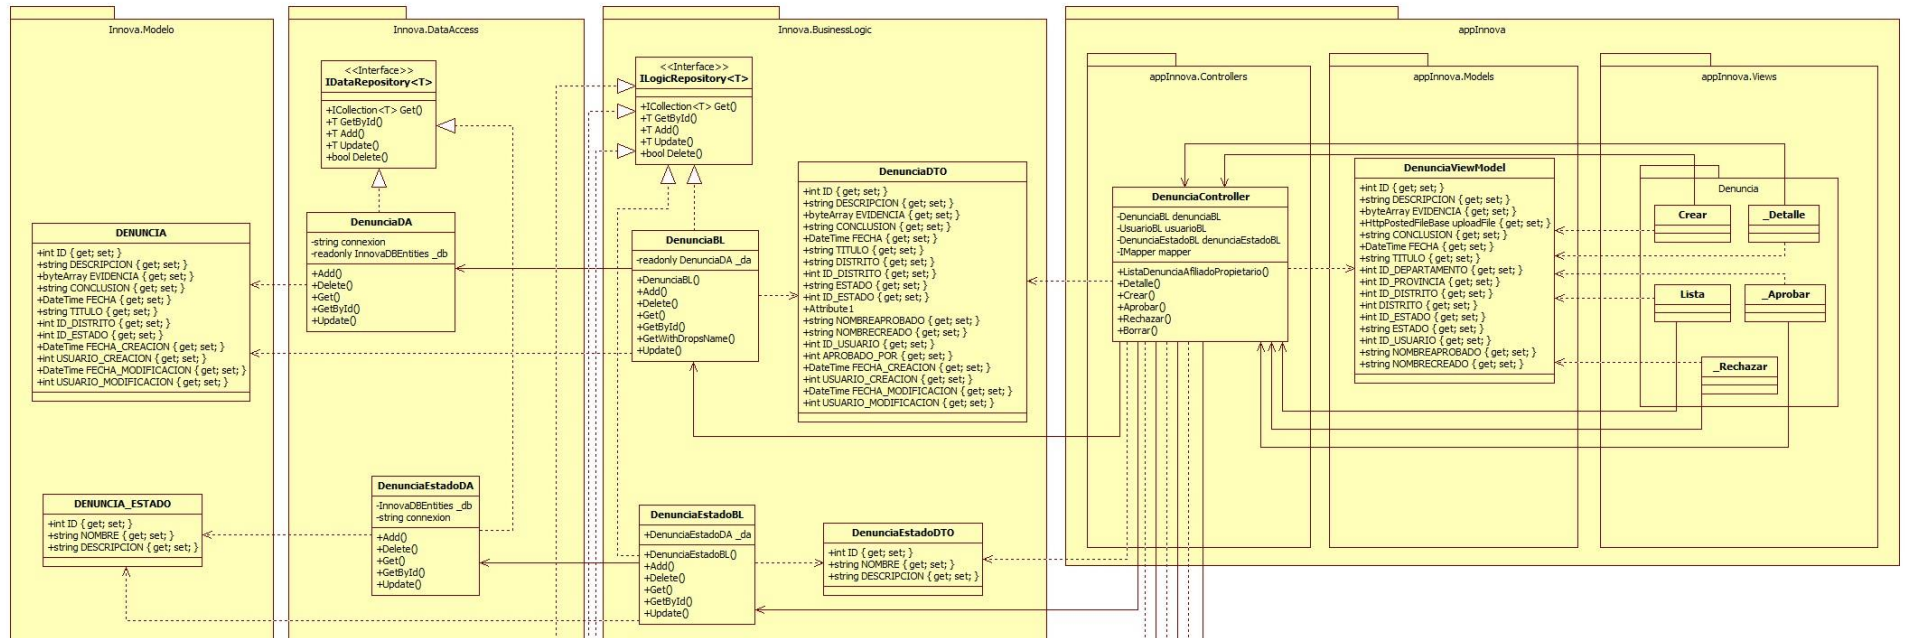 Innova.Modelo
DENUNCIA
+int ID { get; set; }
+string DESCRIPCION { get; set; }
+byteArray EVIDENCIA { get; set; }
+string CONCLUSION { get; set; }
+DateTime FECHA { get; set; }
+string TITULO { get; set; }
+int ID_DISTRITO { get; set; }
+int ID_ESTADO { get; set; }
+DateTime FECHA_CREACION { get; set; }
+int USUARIO_CREACION { get; set; }
+DateTime FECHA_MODIFICACION { get; set; }
+int USUARIO_MODIFICACION { get; set; }
DENUNCIA_ESTADO
+int ID { get; set; }
+string NOMBRE { get; set; }
+string DESCRIPCION { get; set; }
Innova.DataAccess
<<Interface>>
IDataRepository<T>
+ICollection<T> Get()
+T GetById()
+T Add()
+T Update()
+bool Delete()
DenunciaDA
-string connexion
-readonly InnovaDBEntities _db
+Add()
+Delete()
+Get()
+GetById()
+Update()
DenunciaEstadoDA
-InnovaDBEntities _db
-string connexion
+Add()
+Delete()
+Get()
+GetById()
+Update()
Innova.BusinessLogic
<<Interface>>
ILogicRepository<T>
+ICollection<T> Get()
+T GetById()
+T Add()
+T Update()
+bool Delete()
DenunciaBL
-readonly DenunciaDA _da
+DenunciaBL()
+Add()
+Delete()
+Get()
+GetById()
+GetWithDropsName()
+Update()
DenunciaDTO
+int ID { get; set; }
+string DESCRIPCION { get; set; }
+byteArray EVIDENCIA { get; set; }
+string CONCLUSION { get; set; }
+DateTime FECHA { get; set; }
+string TITULO { get; set; }
+string DISTRITO { get; set; }
+int ID_DISTRITO { get; set; }
+string ESTADO { get; set; }
+int ID_ESTADO { get; set; }
+Attribute1
+string NOMBREAPROBADO { get; set; }
+string NOMBRECREADO { get; set; }
+int ID_USUARIO { get; set; }
+int APROBADO_POR { get; set; }
+DateTime FECHA_CREACION { get; set; }
+int USUARIO_CREACION { get; set; }
+DateTime FECHA_MODIFICACION { get; set; }
+int USUARIO_MODIFICACION { get; set; }
DenunciaEstadoBL
+DenunciaEstadoDA _da
+DenunciaEstadoBL()
+Add()
+Delete()
+Get()
+GetById()
+Update()
DenunciaEstadoDTO
+int ID { get; set; }
+string NOMBRE { get; set; }
+string DESCRIPCION { get; set; }
appInnova
appInnova.Controllers
DenunciaController
-DenunciaBL denunciaBL
-UsuarioBL usuarioBL
-DenunciaEstadoBL denunciaEstadoBL
-IMapper mapper
+ListaDenunciaAfiliadoPropietario()
+Detalle()
+Crear()
+Aprobar()
+Rechazar()
+Borrar()
appInnova.Models
DenunciaViewModel
+int ID { get; set; }
+string DESCRIPCION { get; set; }
+byteArray EVIDENCIA { get; set; }
+HttpPostedFileBase uploadFile { get; set; }
+string CONCLUSION { get; set; }
+DateTime FECHA { get; set; }
+string TITULO { get; set; }
+int ID_DEPARTAMENTO { get; set; }
+int ID_PROVINCIA { get; set; }
+int ID_DISTRITO { get; set; }
+int DISTRITO { get; set; }
+int ID_ESTADO { get; set; }
+string ESTADO { get; set; }
+int ID_USUARIO { get; set; }
+string NOMBREAPROBADO { get; set; }
+string NOMBRECREADO { get; set; }
appInnova.Views
Denuncia
Crear
_Detalle
Lista
_Aprobar
_Rechazar